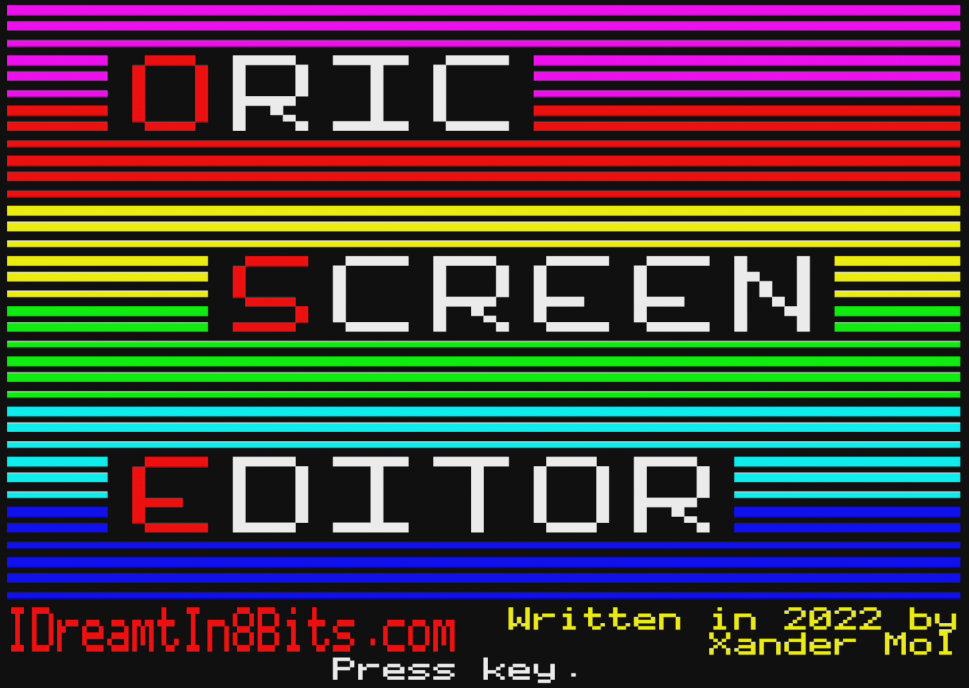 ORIC
SCREEN
EDITOR
IDreamtIn8Bits.com
Written in 2022 by
Xander Mol
Press key.